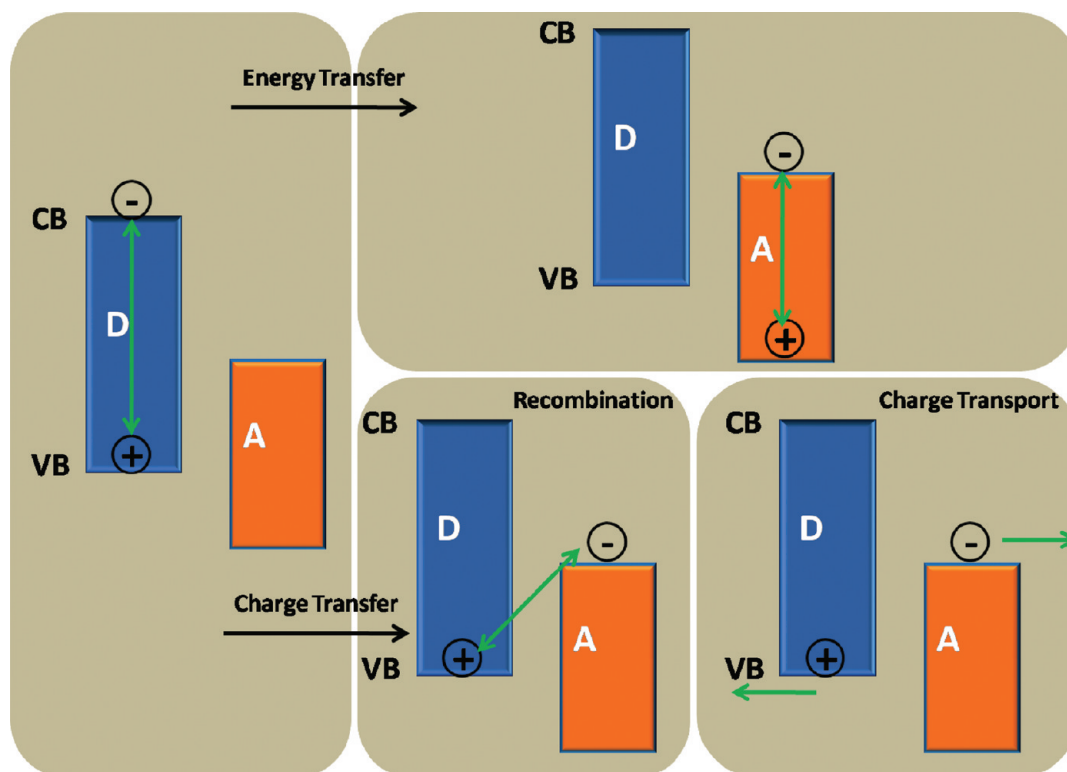 CB
-
D
+
VB
A
Energy Transfer
CB
D
VB
-
A
+
Charge Transfer
Recombination
CB
D
-
A
+
VB
Charge Transport
CB
D
-
A
+
VB